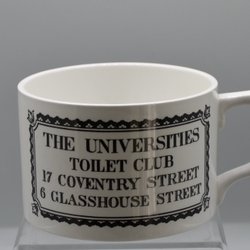 THE UNIVERSITIES
TOILET CLUB
17 COVENTRY STREET
6 GLASSHOUSE STREET